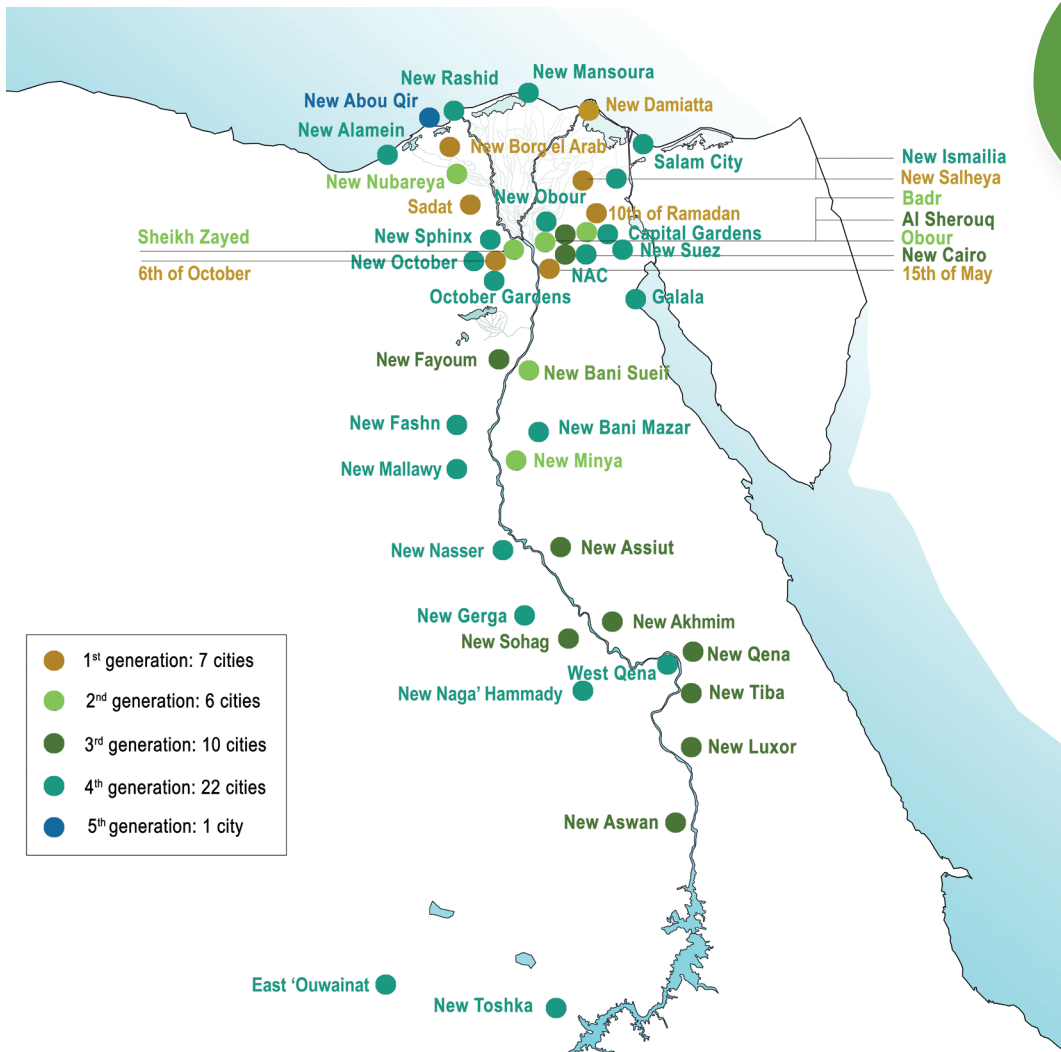 New Mansoura
New Rashid
New Abou Qir
New Damiatta
New Alamein
New Borg el Arab
Salam City
New Ismailia
New Salheya
New Nubareya
New Obour
Badr
Sadat
10th of Ramadan
Al Sherouq
Sheikh Zayed
New Sphinx
Capital Gardens
Obour
New Suez
New Cairo
6th of October
New October
NAC
15th of May
October Gardens
Galala
New Fayoum
New Bani Sueif
New Fashn
New Bani Mazar
New Mallawy
New Minya
New Nasser
New Assiut
New Gerga
New Akhmim
New Sohag
New Qena
West Qena
New Naga’ Hammady
New Tiba
New Luxor
New Aswan
East ‘Ouwainat
New Toshka
1st generation: 7 cities
2nd generation: 6 cities
3rd generation: 10 cities
4th generation: 22 cities
5th generation: 1 city